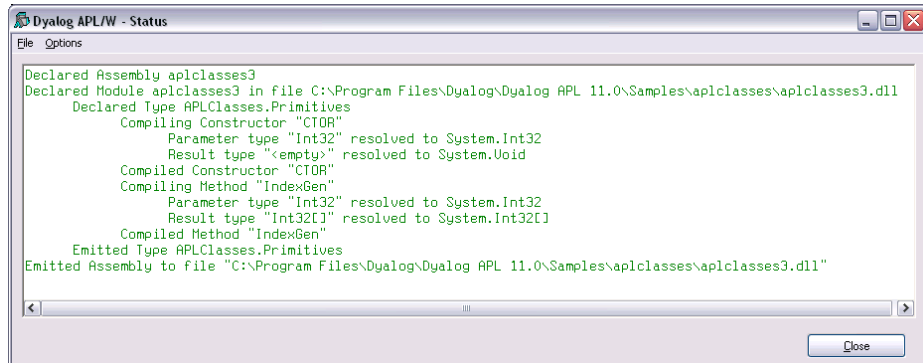 Dyalog APL/W - Status
File Options
Declared Assembly aplclasses3
Declared Module aplclasses3 in file C:\Program Files\Dyalog\Dyalog APL 11.0\Samples\aplclasses\aplclasses3.dll
Declared Type APLClasses.Primitives
Compiling Constructor "CTOR"
Parameter type "Int32" resolved to System.Int32
Result type "<empty>" resolved to System.Void
Compiled Constructor "CTOR"
Compiling Method "IndexGen"
Parameter type "Int32" resolved to System.Int32
Result type "Int32[]" resolved to System.Int32[]
Compiled Method "IndexGen"
Emitted Type APLClasses.Primitives
Emitted Assembly to file "C:\Program Files\Dyalog\Dyalog APL 11.0\Samples\aplclasses\aplclasses3.dll"
Close